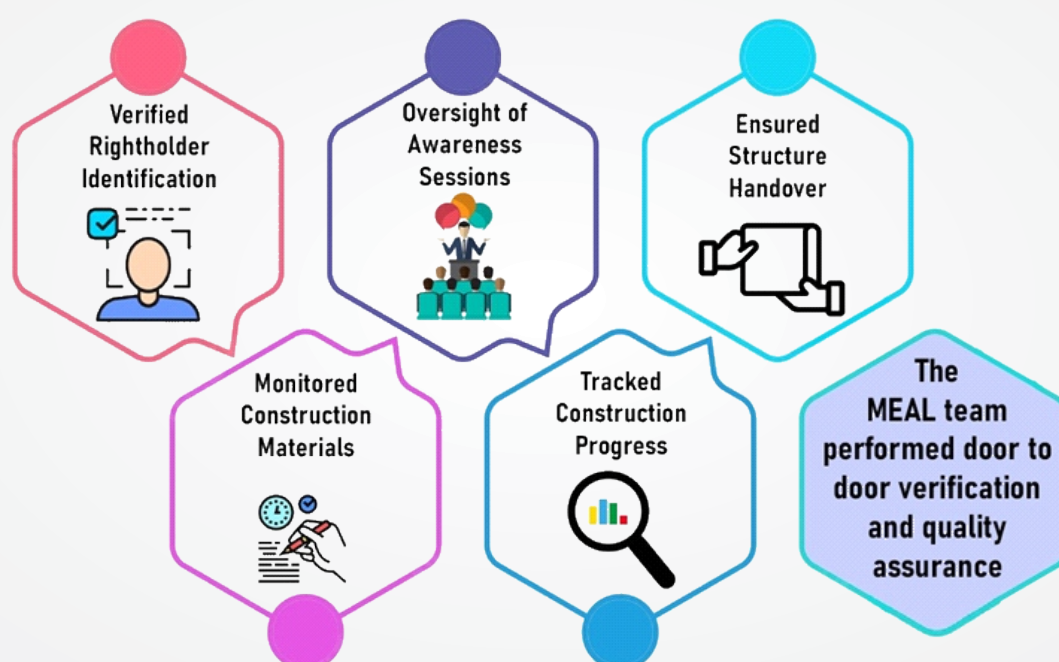 Verified
Rightholder
Identification
Oversight of
Awareness
Sessions
Ensured
Structure
Handover
Monitored
Construction
Materials
Tracked
Construction
Progress
The
MEAL team
performed door to
door verification
and quality
assurance